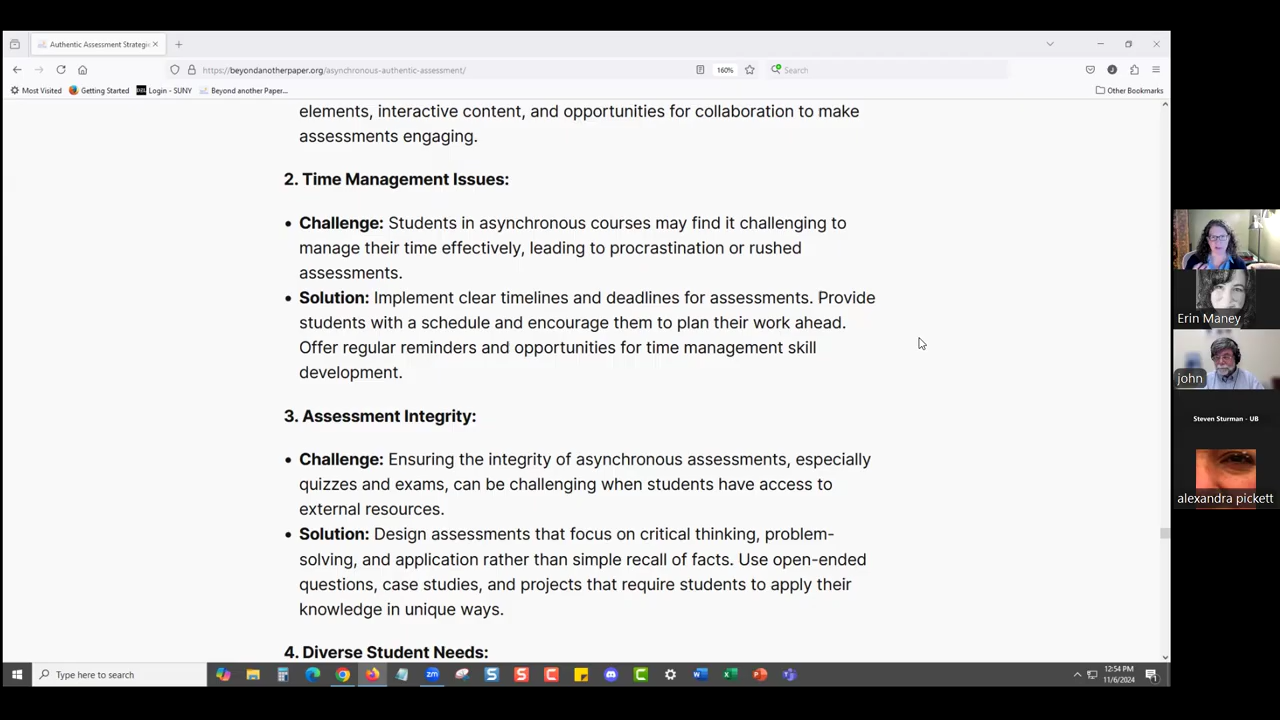 Authentic Assessment Strategi
https://beyondanotherpaper.org/asynchronous-authentic-assessment/
160%
Search
Most Visited
Getting Started
Login - SUNY
Beyond another Paper...
Other Bookmarks
elements, interactive content, and opportunities for collaboration to make
assessments engaging.
2. Time Management Issues:
• Challenge: Students in asynchronous courses may find it challenging to
manage their time effectively, leading to procrastination or rushed
assessments.
• Solution: Implement clear timelines and deadlines for assessments. Provide
students with a schedule and encourage them to plan their work ahead.
Offer regular reminders and opportunities for time management skill
development.
3. Assessment Integrity:
• Challenge: Ensuring the integrity of asynchronous assessments, especially
quizzes and exams, can be challenging when students have access to
external resources.
• Solution: Design assessments that focus on critical thinking, problem-
solving, and application rather than simple recall of facts. Use open-ended
questions, case studies, and projects that require students to apply their
knowledge in unique ways.
4. Diverse Student Needs:
Erin Maney
john
Steven Sturman - UB
alexandra pickett
Type here to search
12:54 PM
11/6/2024